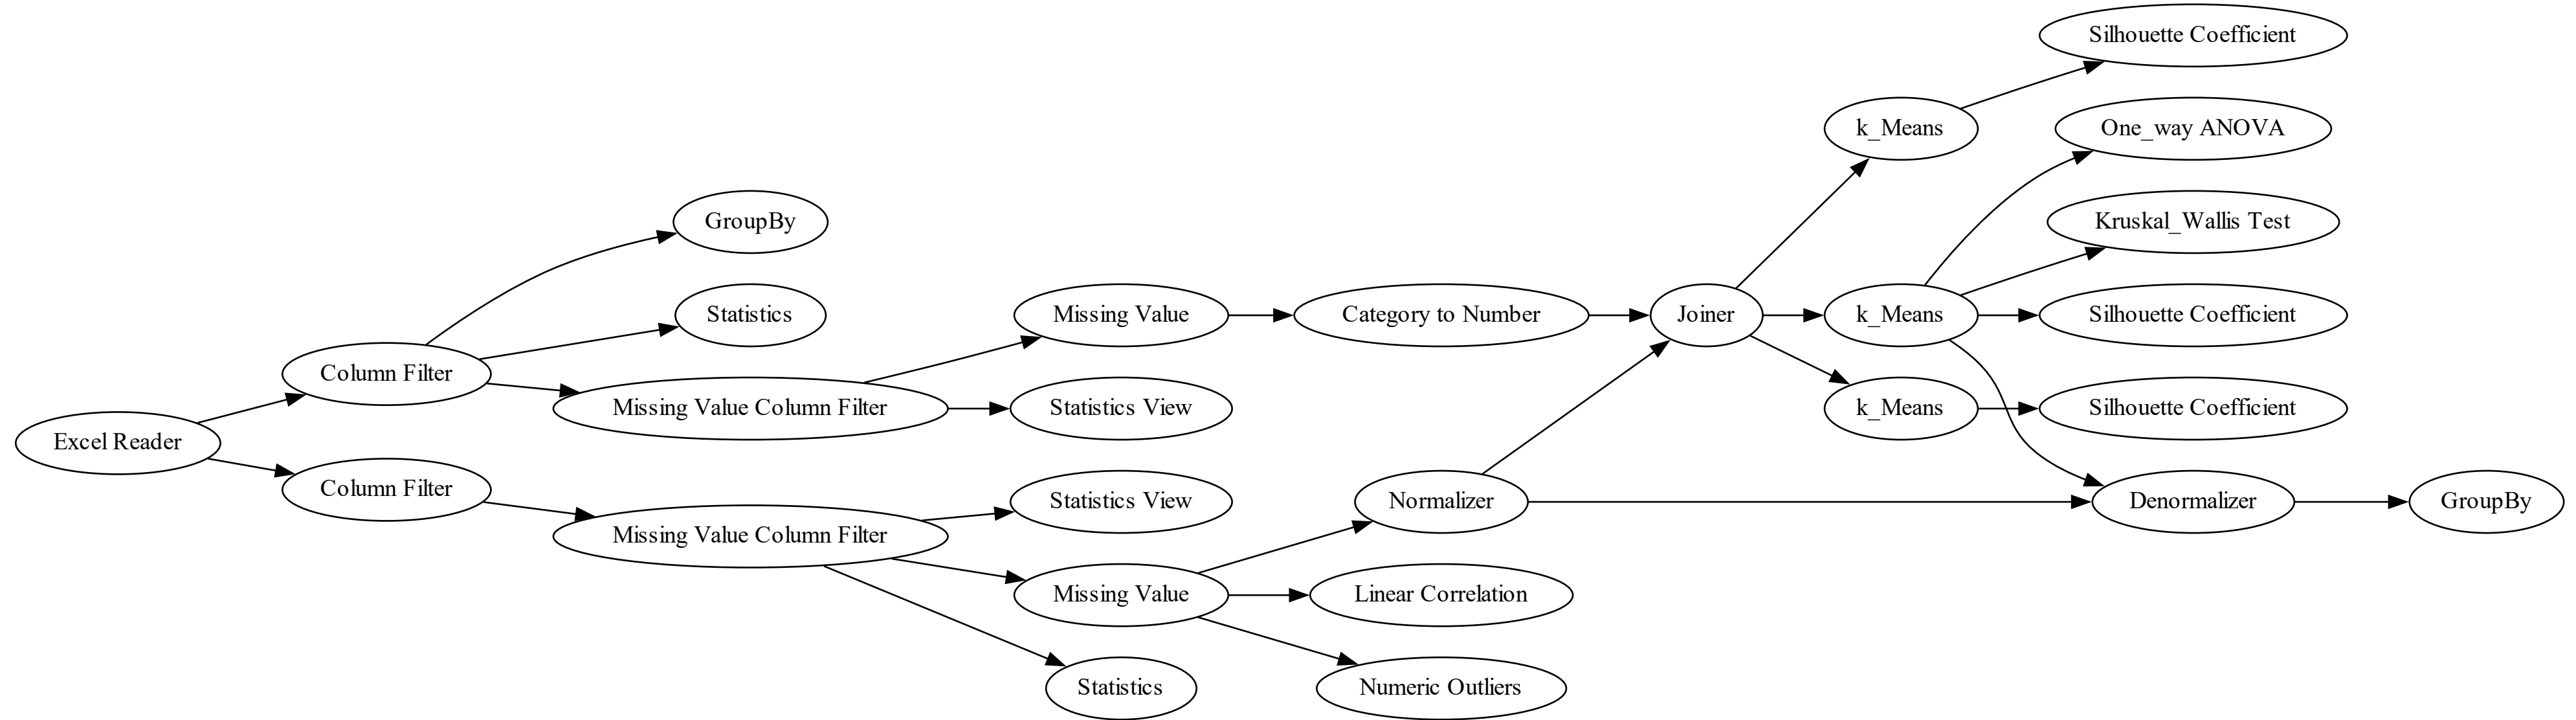 Silhouette Coefficient
k_Means
One_way ANOVA
GroupBy
Kruskal_Wallis Test
Statistics
Missing Value
Category to Number
Joiner
k_Means
Silhouette Coefficient
Column Filter
Missing Value Column Filter
Statistics View
k_Means
Silhouette Coefficient
Excel Reader
Column Filter
Statistics View
Normalizer
Denormalizer
GroupBy
Missing Value Column Filter
Missing Value
Linear Correlation
Statistics
Numeric Outliers